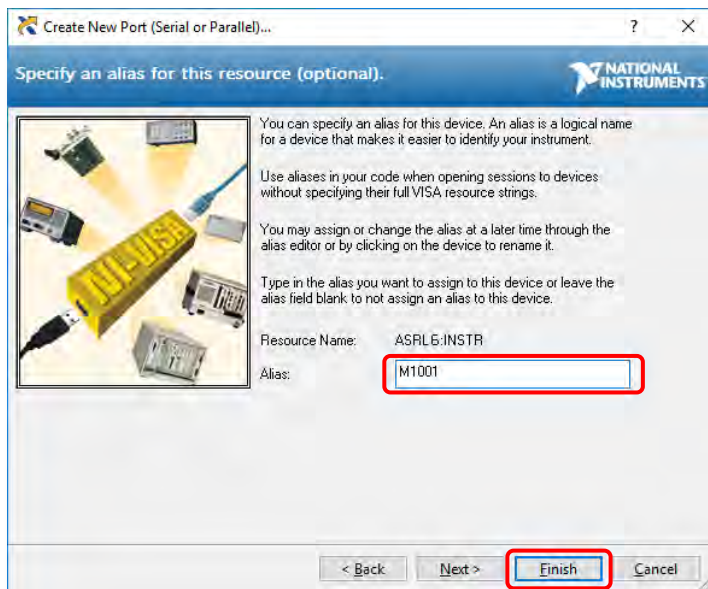 Create New Port (Serial or Parallel)...
?
Specify an alias for this resource (optional).
NATIONAL
INSTRUMENTS
You can specify an alias for this device. An alias is a logical name
for a device that makes it easier to identify your instrument.
Use aliases in your code when opening sessions to devices
without specifying their full VISA resource strings.
You may assign or change the alias at a later time through the
alias editor or by clicking on the device to rename it.
Type in the alias you want to assign to this device or leave the
alias field blank to not assign an alias to this device.
NI-VISA
Resource Name: ASRL6::INSTR
Alias: M1001
< Back Next > Finish Cancel